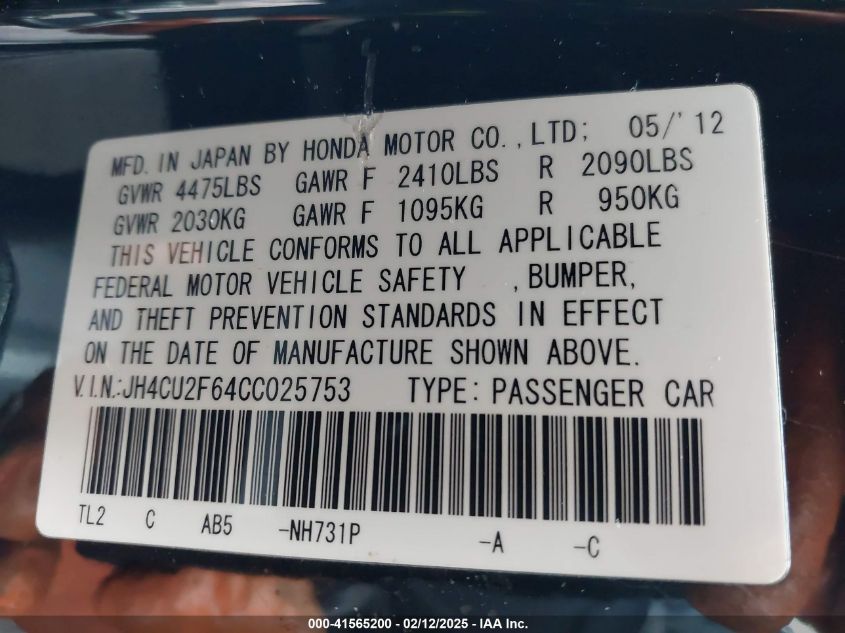 MFD. IN JAPAN BY HONDA MOTOR CO.,LTD; 05/'12
GVWR 4475LBS GAWR F 2410LBS R 2090LBS
GVWR 2030KG GAWR F 1095KG R 950KG
THIS VEHICLE CONFORMS TO ALL APPLICABLE
FEDERAL MOTOR VEHICLE SAFETY ,BUMPER,
AND THEFT PREVENTION STANDARDS IN EFFECT
ON THE DATE OF MANUFACTURE SHOWN ABOVE.
V.I.N.:JH4CU2F64CC025753 TYPE: PASSENGER CAR
TL2 C AB5 -NH731P -A -C
000-41565200 - 02/12/2025 - IAA Inc.